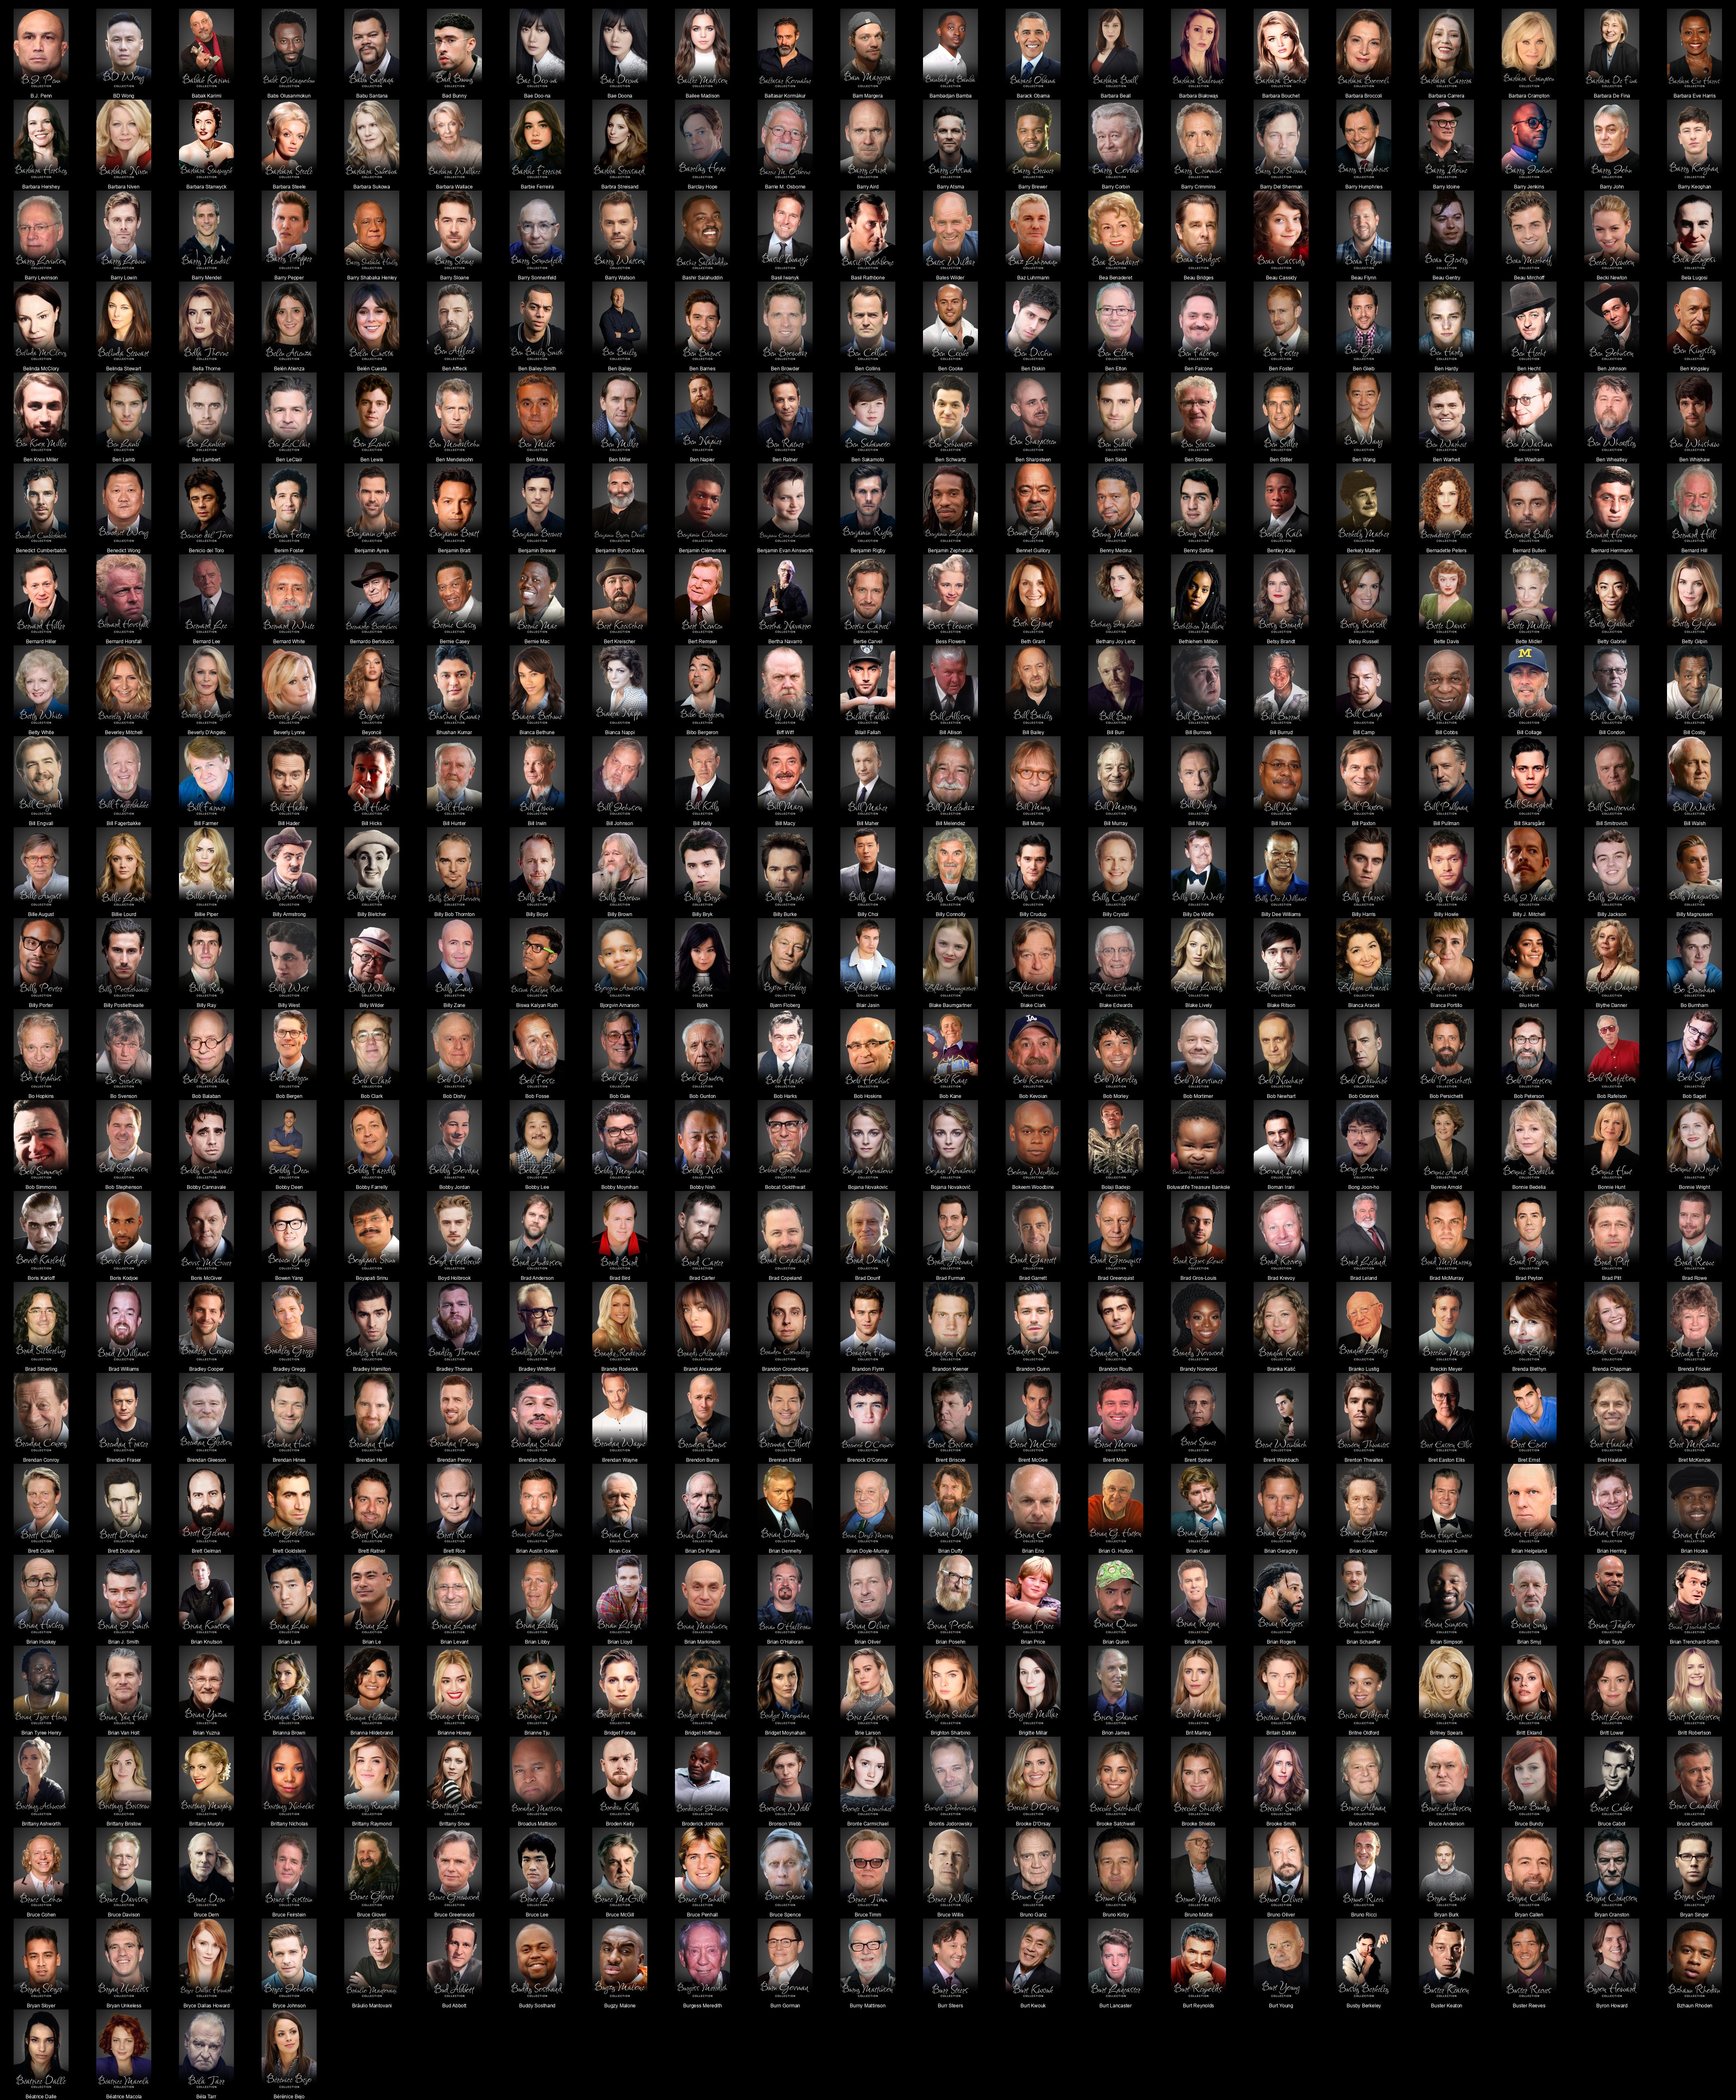 B.J. Penn BD Wong Babak Karimi Babs Olusanmokun Babu Santana Bad Bunny Bae Doo-na Bae Doona Bailee Madison Baltasar Kormákur Bam Margera Bambadjan Bamba Barack Obama Barbara Beall Barbara Bialowąs Barbara Bouchet Barbara Broccoli Barbara Carrera Barbara Crampton Barbara De Fina Barbara Eve Harris
Barbara Hershey Barbara Niven Barbara Stanwyck Barbara Steele Barbara Sukowa Barbara Wallace Barbie Ferreira Barbra Streisand Barclay Hope Barrie M. Osborne Barry Aird Barry Atsma Barry Brewer Barry Corbin Barry Crimmins Barry Del Sherman Barry Humphries Barry Idoine Barry Jenkins Barry John Barry Keoghan
Barry Levinson Barry Lowin Barry Mendel Barry Pepper Barry Shabaka Henley Barry Sloane Barry Sonnenfeld Barry Watson Bashir Salahuddin Basil Iwanyk Basil Rathbone Bates Wilder Baz Luhrmann Bea Benaderet Beau Bridges Beau Cassidy Beau Flynn Beau Gentry Beau Mirchoff Becki Newton Bela Lugosi
Belinda McClory Belinda Stewart Bella Thorne Belén Atienza Belén Cuesta Ben Affleck Ben Bailey-Smith Ben Bailey Ben Barnes Ben Browder Ben Collins Ben Cooke Ben Diskin Ben Elton Ben Falcone Ben Foster Ben Gleib Ben Hardy Ben Hecht Ben Johnson Ben Kingsley
Ben Knox Miller Ben Lamb Ben Lambert Ben LeClair Ben Lewis Ben Mendelsohn Ben Miles Ben Miller Ben Napier Ben Ratner Ben Sakamoto Ben Schwartz Ben Sharpsteen Ben Sidell Ben Stassen Ben Stiller Ben Wang Ben Warheit Ben Washam Ben Wheatley Ben Whishaw
Benedict Cumberbatch Benedict Wong Benicio del Toro Benim Foster Benjamin Ayres Benjamin Bratt Benjamin Brewer Benjamin Byron Davis Benjamin Clémentine Benjamin Evan Ainsworth Benjamin Rigby Benjamin Zephaniah Bennet Guillory Benny Medina Benny Safdie Bentley Kalu Berkely Mather Bernadette Peters Bernard Bullen Bernard Herrmann Bernard Hill
Bernard Hiller Bernard Horsfall Bernard Lee Bernard White Bernardo Bertolucci Bernie Casey Bernie Mac Bert Kreischer Bert Remsen Bertha Navarro Bertie Carvel Bess Flowers Beth Grant Bethany Joy Lenz Bethlehem Million Betsy Brandt Betsy Russell Bette Davis Bette Midler Betty Gabriel Betty Gilpin
Betty White Beverley Mitchell Beverly D'Angelo Beverly Lynne Beyoncé Bhushan Kumar Bianca Bethune Bianca Nappi Bibo Bergeron Biff Wiff Bilall Fallah Bill Allison Bill Bailey Bill Burr Bill Burrows Bill Burrud Bill Camp Bill Cobbs Bill Collage Bill Condon Bill Cosby
Bill Engvall Bill Fagerbakke Bill Farmer Bill Hader Bill Hicks Bill Hunter Bill Irwin Bill Johnson Bill Kelly Bill Macy Bill Maher Bill Melendez Bill Mumy Bill Murray Bill Nighy Bill Nunn Bill Paxton Bill Pullman Bill Skarsgård Bill Smitrovich Bill Walsh
Bille August Billie Lourd Billie Piper Billy Armstrong Billy Bletcher Billy Bob Thornton Billy Boyd Billy Brown Billy Bryk Billy Burke Billy Choi Billy Connolly Billy Crudup Billy Crystal Billy De Wolfe Billy Dee Williams Billy Harris Billy Howle Billy J. Mitchell Billy Jackson Billy Magnussen
Billy Porter Billy Postlethwaite Billy Ray Billy West Billy Wilder Billy Zane Biswa Kalyan Rath Björgvin Arnarson Björk Bjørn Floberg Blair Jasin Blake Baumgartner Blake Clark Blake Edwards Blake Lively Blake Ritson Blanca Araceli Blanca Portillo Blu Hunt Blythe Danner Bo Burnham
Bo Hopkins Bo Svenson Bob Balaban Bob Bergen Bob Clark Bob Dishy Bob Fosse Bob Gale Bob Gunton Bob Harks Bob Hoskins Bob Kane Bob Kevoian Bob Morley Bob Mortimer Bob Newhart Bob Odenkirk Bob Persichetti Bob Peterson Bob Rafelson Bob Saget
Bob Simmons Bob Stephenson Bobby Cannavale Bobby Deen Bobby Farrelly Bobby Jordan Bobby Lee Bobby Moynihan Bobby Nish Bobcat Goldthwait Bojana Novakovic Bojana Novaković Bokeem Woodbine Bolaji Badejo Boluwatife Treasure Bankole Boman Irani Bong Joon-ho Bonnie Arnold Bonnie Bedelia Bonnie Hunt Bonnie Wright
Boris Karloff Boris Kodjoe Boris McGiver Bowen Yang Boyapati Srinu Boyd Holbrook Brad Anderson Brad Bird Brad Carter Brad Copeland Brad Dourif Brad Furman Brad Garrett Brad Greenquist Brad Gros-Louis Brad Krevoy Brad Leland Brad McMurray Brad Peyton Brad Pitt Brad Rowe
Brad Silberling Brad Williams Bradley Cooper Bradley Gregg Bradley Hamilton Bradley Thomas Bradley Whitford Brande Roderick Brandi Alexander Brandon Cronenberg Brandon Flynn Brandon Keener Brandon Quinn Brandon Routh Brandy Norwood Branka Katić Branko Lustig Breckin Meyer Brenda Blethyn Brenda Chapman Brenda Fricker
Brendan Conroy Brendan Fraser Brendan Gleeson Brendan Hines Brendan Hunt Brendan Penny Brendan Schaub Brendan Wayne Brendon Burns Brennan Elliott Brenock O'Connor Brent Briscoe Brent McGee Brent Morin Brent Spiner Brent Weinbach Brenton Thwaites Bret Easton Ellis Bret Ernst Bret Haaland Bret McKenzie
Brett Cullen Brett Donahue Brett Gelman Brett Goldstein Brett Ratner Brett Rice Brian Austin Green Brian Cox Brian De Palma Brian Dennehy Brian Doyle-Murray Brian Duffy Brian Eno Brian G. Hutton Brian Gaar Brian Geraghty Brian Grazer Brian Hayes Currie Brian Helgeland Brian Herring Brian Hooks
Brian Huskey Brian J. Smith Brian Knutson Brian Law Brian Le Brian Levant Brian Libby Brian Lloyd Brian Markinson Brian O'Halloran Brian Oliver Brian Posehn Brian Price Brian Quinn Brian Regan Brian Rogers Brian Schaeffer Brian Simpson Brian Smyj Brian Taylor Brian Trenchard-Smith
Brian Tyree Henry Brian Van Holt Brian Yuzna Brianna Brown Brianna Hildebrand Brianne Howey Brianne Tju Bridget Fonda Bridget Hoffman Bridget Moynahan Brie Larson Brighton Sharbino Brigitte Millar Brion James Brit Marling Britain Dalton Britne Oldford Britney Spears Britt Ekland Britt Lower Britt Robertson
Brittany Ashworth Brittany Bristow Brittany Murphy Brittany Nicholas Brittany Raymond Brittany Snow Broadus Mattison Broden Kelly Broderick Johnson Bronson Webb Bronte Carmichael Brontis Jodorowsky Brooke D'Orsay Brooke Satchwell Brooke Shields Brooke Smith Bruce Altman Bruce Anderson Bruce Bundy Bruce Cabot Bruce Campbell
Bruce Cohen Bruce Davison Bruce Dern Bruce Feirstein Bruce Glover Bruce Greenwood Bruce Lee Bruce McGill Bruce Penhall Bruce Spence Bruce Timm Bruce Willis Bruno Ganz Bruno Kirby Bruno Mattei Bruno Oliver Bruno Ricci Bryan Burk Bryan Callen Bryan Cranston Bryan Singer
Bryan Sloyer Bryan Unkeless Bryce Dallas Howard Bryce Johnson Bráulio Mantovani Bud Abbott Buddy Sosthand Bugzy Malone Burgess Meredith Burn Gorman Burny Mattinson Burr Steers Burt Kwouk Burt Lancaster Burt Reynolds Burt Young Busby Berkeley Buster Keaton Buster Reeves Byron Howard Bzhaun Rhoden
Béatrice Dalle Béatrice Macola Béla Tarr Bérénice Bejo